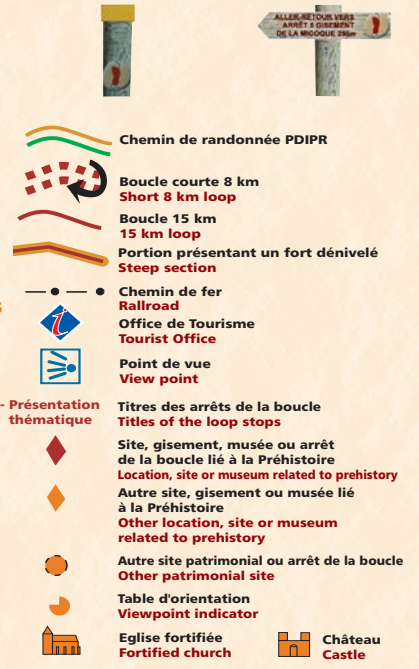 ALLER-RETOUR VERS
ARRÊT 5 GISEMENT
DE LA MICOQUE 250m
Chemin de randonnée PDIPR
Boucle courte 8 km
Short 8 km loop
Boucle 15 km
15 km loop
Portion présentant un fort dénivelé
Steep section
Chemin de fer
Rallroad
i
Office de Tourisme
Tourist Office
Point de vue
View point
- Présentation
thématique
Titres des arrêts de la boucle
Titles of the loop stops
Site, gisement, musée ou arrêt
de la boucle lié à la Préhistoire
Location, site or museum related to prehistory
Autre site, gisement ou musée lié
à la Préhistoire
Other location, site or museum
related to prehistory
Autre site patrimonial ou arrêt de la boucle
Other patrimonial site
Table d'orientation
Viewpoint indicator
Eglise fortifiée
Fortified church
Château
Castle